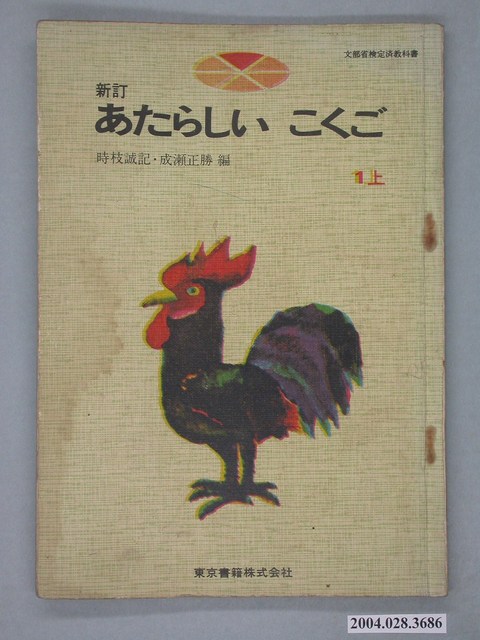 文部省検定済教科書
新訂
あたらしい こくご
時枝誠記・成瀬正勝 編
1上
東京書籍株式会社
2004.028.3686